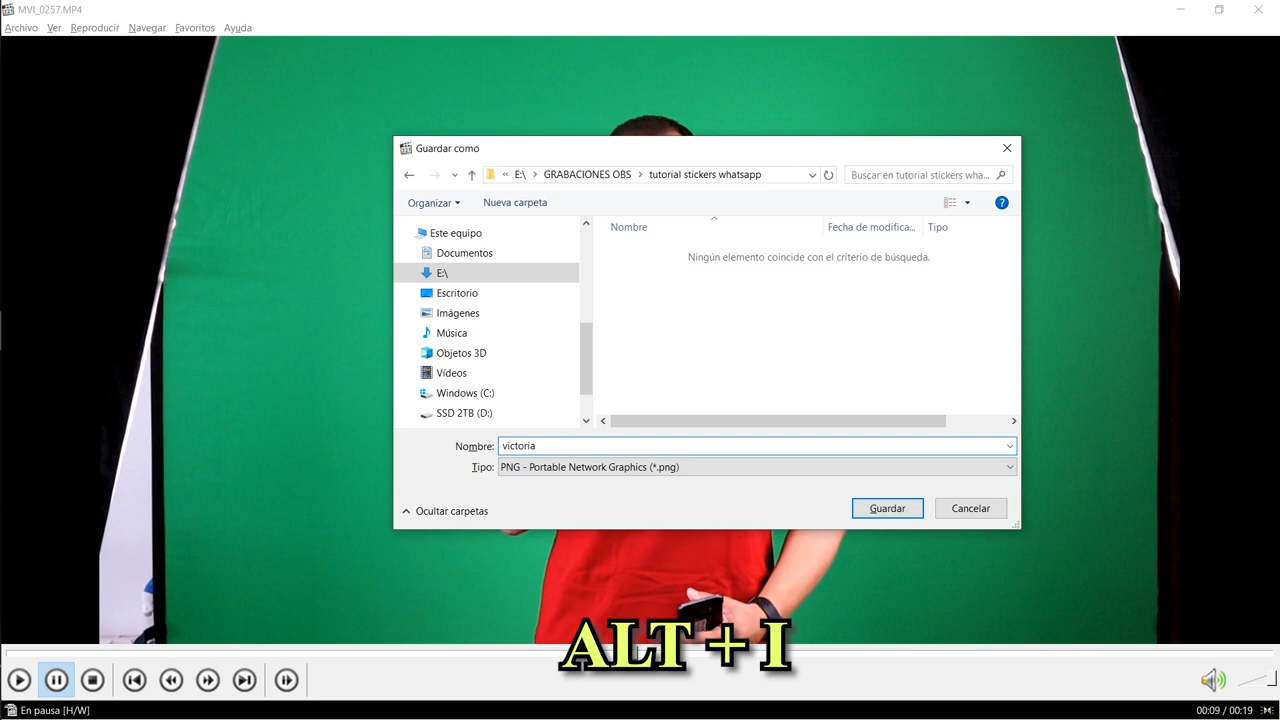 MVI_0257.MP4
Archivo Ver Reproducir Navegar Favoritos Ayuda
Guardar como
« E:\ > GRABACIONES OBS > tutorial stickers whatsapp
Buscar en tutorial stickers wha...
Organizar Nueva carpeta
?
Este equipo
Documentos
E:\
Escritorio
Imágenes
Música
Objetos 3D
Vídeos
Windows (C:)
SSD 2TB (D:)
Nombre Fecha de modifica... Tipo
Ningún elemento coincide con el criterio de búsqueda.
Nombre: victoria
Tipo: PNG - Portable Network Graphics (*.png)
Ocultar carpetas
Guardar Cancelar
ALT + I
En pausa [H/W]
00:09 / 00:19